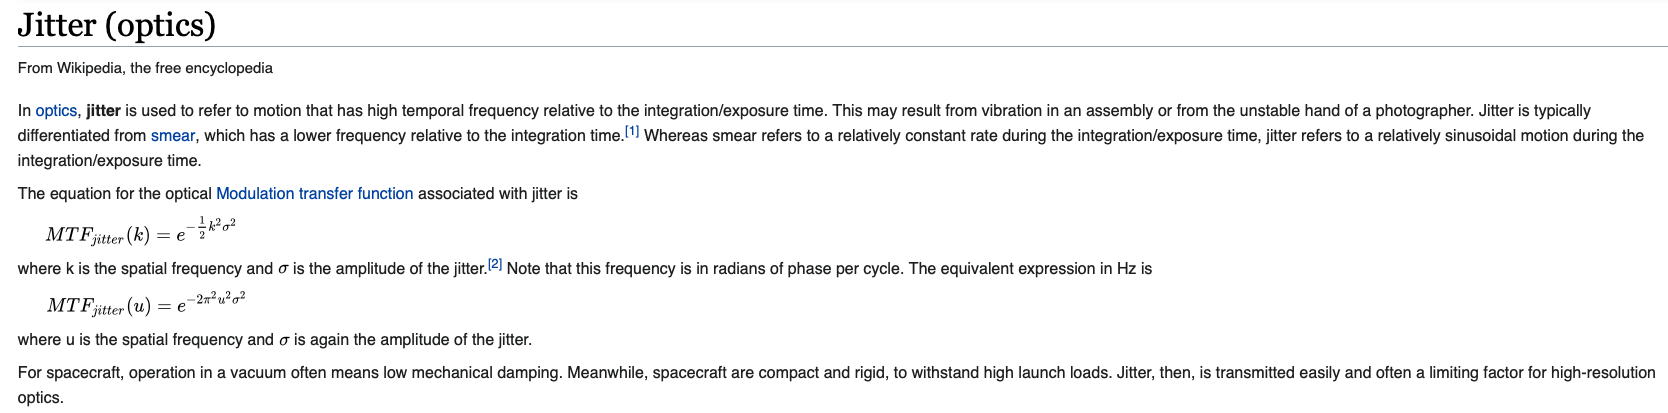 Jitter (optics)
From Wikipedia, the free encyclopedia
In optics, jitter is used to refer to motion that has high temporal frequency relative to the integration/exposure time. This may result from vibration in an assembly or from the unstable hand of a photographer. Jitter is typically
differentiated from smear, which has a lower frequency relative to the integration time.[1] Whereas smear refers to a relatively constant rate during the integration/exposure time, jitter refers to a relatively sinusoidal motion during the
integration/exposure time.
The equation for the optical Modulation transfer function associated with jitter is
$MTF_{jitter}(k) = e^{-\frac{1}{2}k^2\sigma^2}$
where k is the spatial frequency and σ is the amplitude of the jitter.[2] Note that this frequency is in radians of phase per cycle. The equivalent expression in Hz is
$MTF_{jitter}(u) = e^{-2\pi^2u^2\sigma^2}$
where u is the spatial frequency and σ is again the amplitude of the jitter.
For spacecraft, operation in a vacuum often means low mechanical damping. Meanwhile, spacecraft are compact and rigid, to withstand high launch loads. Jitter, then, is transmitted easily and often a limiting factor for high-resolution
optics.